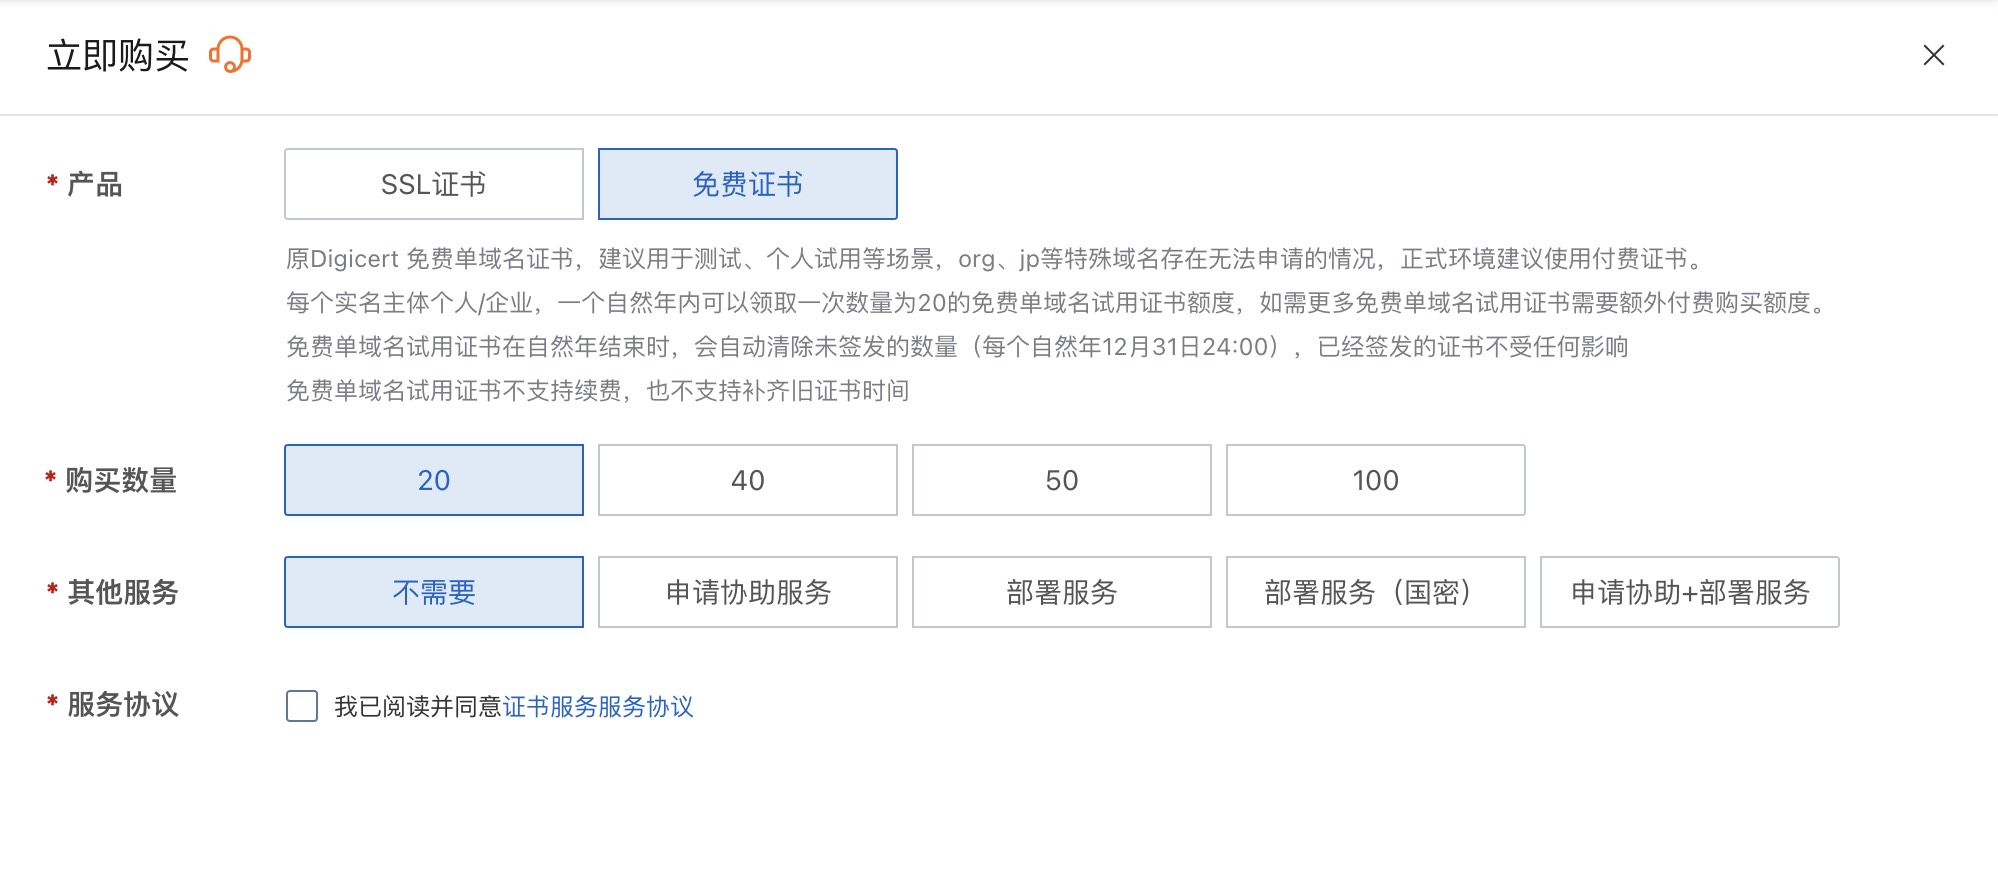 立即购买
* 产品
SSL证书
免费证书
原Digicert 免费单域名证书，建议用于测试、个人试用等场景，org、jp等特殊域名存在无法申请的情况，正式环境建议使用付费证书。
每个实名主体个人/企业，一个自然年内可以领取一次数量为20的免费单域名试用证书额度，如需更多免费单域名试用证书需要额外付费购买额度。
免费单域名试用证书在自然年结束时，会自动清除未签发的数量（每个自然年12月31日24:00），已经签发的证书不受任何影响
免费单域名试用证书不支持续费，也不支持补齐旧证书时间
* 购买数量
20
40
50
100
* 其他服务
不需要
申请协助服务
部署服务
部署服务（国密）
申请协助+部署服务
* 服务协议
我已阅读并同意证书服务服务协议